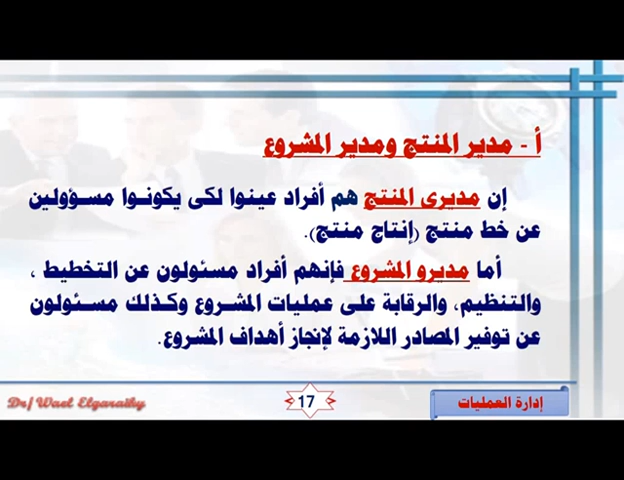 أ - مدير المنتج ومدير المشروع
إن مديرى المنتج هم أفراد عينوا لكى يكونوا مسؤولين
عن خط منتج (إنتاج منتج).
أما مديرو المشروع فإنهم أفراد مسئولون عن التخطيط ،
والتنظيم، والرقابة على عمليات المشروع وكذلك مسئولون
عن توفير المصادر اللازمة لإنجاز أهداف المشروع.
إدارة العمليات
17
Dr/ Wael Elgaraihy